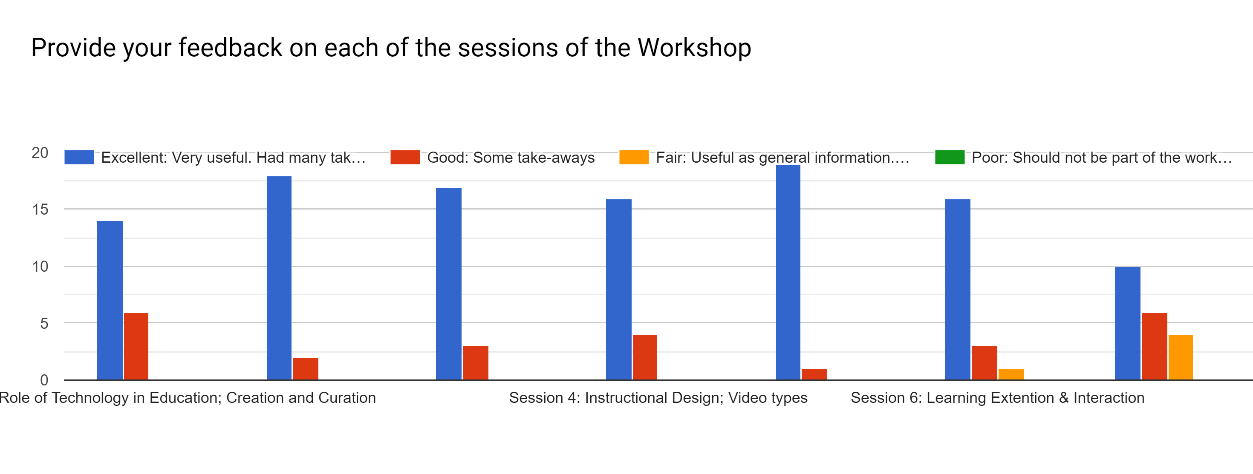 Provide your feedback on each of the sessions of the Workshop
20
Excellent: Very useful. Had many tak...
Good: Some take-aways
Fair: Useful as general information....
Poor: Should not be part of the work...
15
10
5
0
Role of Technology in Education; Creation and Curation
Session 4: Instructional Design; Video types
Session 6: Learning Extention & Interaction